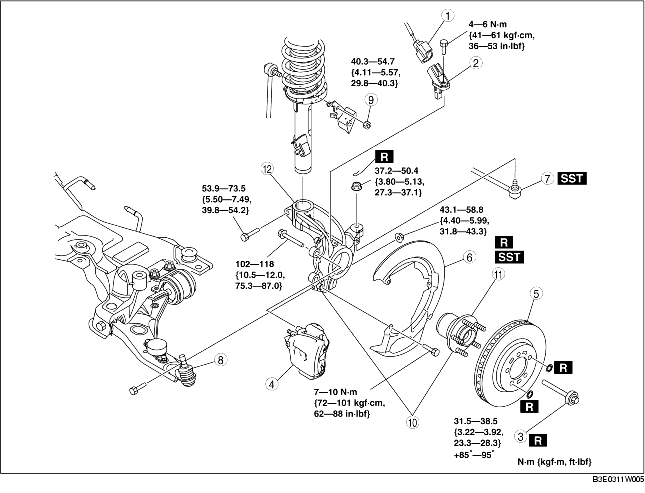 1
4—6 N·m
{41—61 kgf·cm,
36—53 in·lbf}
40.3—54.7
{4.11—5.57,
29.8—40.3}
2
9
R
12
37.2—50.4
{3.80—5.13,
27.3—37.1}
7 SST
53.9—73.5
{5.50—7.49,
39.8—54.2}
43.1—58.8
{4.40—5.99,
31.8—43.3}
R
SST
6
102—118
{10.5—12.0,
75.3—87.0}
11
5
8
4
R
7—10 N·m
{72—101 kgf·cm,
62—88 in·lbf}
10
R
31.5—38.5
{3.22—3.92,
23.3—28.3}
+85°—95°
3 R
N·m {kgf·m, ft·lbf}
B3E0311W005